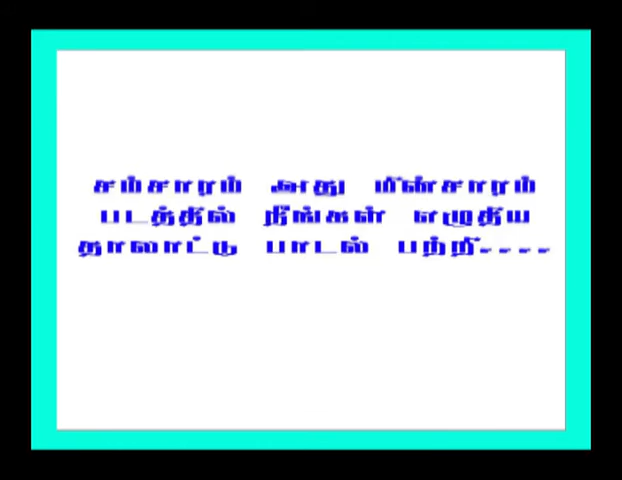 சம்சாரம் அது மின்சாரம்
படத்தில் நீங்கள் எழுதிய
தாலாட்டு பாடல் பற்றி----